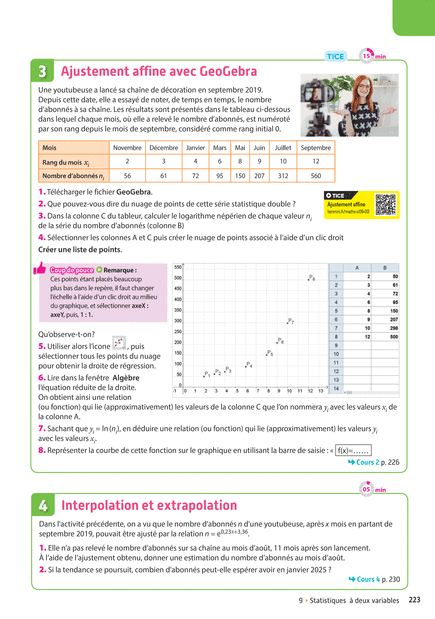 TICE 15 min
3 Ajustement affine avec GeoGebra
Une youtubeuse a lancé sa chaîne de description en septembre 2019.
Depuis cette date, elle a essayé de noter, de temps en temps, le nombre
d'abonnés à sa chaîne. Les résultats sont présentés dans le tableau ci-dessous
dans lequel chaque mois, où elle a relevé le nombre d'abonnés, est numéroté
par son rang depuis le mois de septembre, considéré comme rang initial 0.
Mois Novembre Décembre Janvier Mars Mai Juin Juillet Septembre
Rang du mois xi 2 3 4 6 8 9 10 12
Nombre d'abonnés ni 56 61 72 95 150 207 312 560
1. Télécharger le fichier GeoGebra.
TICE
Ajustement affine
2. Que pouvez-vous dire du nuage de points de cette série statistique double ?
3. Dans la colonne C du tableur, calculer le logarithme népérien de chaque valeur ni
de la série du nombre d'abonnés (colonne B)
4. Sélectionner les colonnes A et C puis créer le nuage de points associé à l'aide d'un clic droit
Créer une liste de points.
Coup de pouce Remarque :
Ces points étant placés beaucoup
plus bas dans le repère, il faut changer
l'échelle à l'aide d'un clic droit au milieu
du graphique, et sélectionner axeX :
axeY, puis, 1 : 1.
Qu'observe-t-on?
5. Utiliser alors l'icone , puis
sélectionner tous les points du nuage
pour obtenir la droite de régression.
6. Lire dans la fenêtre Algèbre
l'équation réduite de la droite.
On obtient ainsi une relation
(ou fonction) qui lie (approximativement) les valeurs de la colonne C que l'on nommera yi avec les valeurs xi de
la colonne A.
550
500
450
400
350
300
250
200
150
100
50
0
-1 0 1 2 3 4 5 6 7 8 9 10 11 12 13
A B
1 2 50
2 3 61
3 4 72
4 6 95
5 8 150
6 9 207
7 10 298
8 12 500
9
10
11
12
13
14
7. Sachant que yi = ln(ni), en déduire une relation (ou fonction) qui lie (approximativement) les valeurs yi
avec les valeurs xi.
8. Représenter la courbe de cette fonction sur le graphique en utilisant la barre de saisie : « f(x)=……
Cours 2 p. 226
05 min
4 Interpolation et extrapolation
Dans l'activité précédente, on a vu que le nombre d'abonnés n d'une youtubeuse, après x mois en partant de
septembre 2019, pouvait être ajusté par la relation n = e0,23x+3,36.
1. Elle n'a pas relevé le nombre d'abonnés sur sa chaîne au mois d'août, 11 mois après son lancement.
À l'aide de l'ajustement obtenu, donner une estimation du nombre d'abonnés au mois d'août.
2. Si la tendance se poursuit, combien d'abonnés peut-elle espérer avoir en janvier 2025 ?
Cours 4 p. 230
9 • Statistiques à deux variables 223